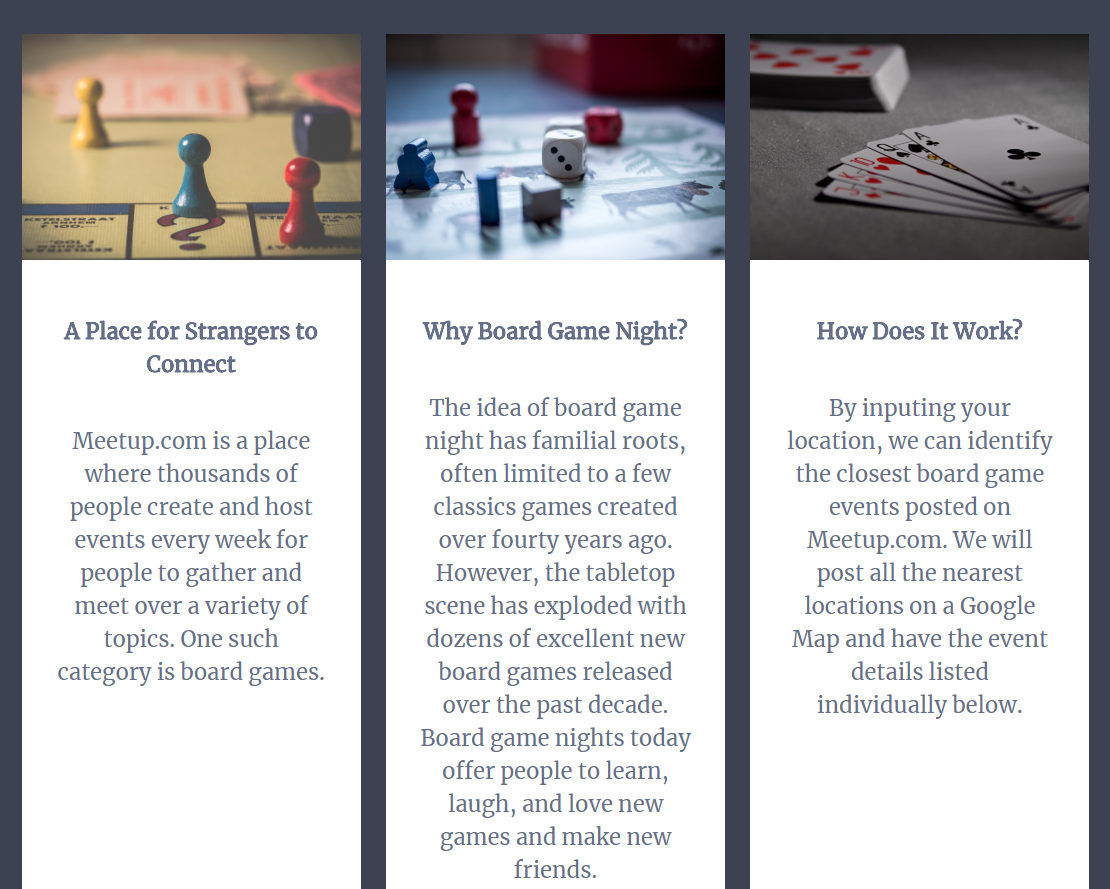 KETELSTRAAT
ARNHEM
F 100.-
A Place for Strangers to
Connect
Meetup.com is a place
where thousands of
people create and host
events every week for
people to gather and
meet over a variety of
topics. One such
category is board games.
Why Board Game Night?
The idea of board game
night has familial roots,
often limited to a few
classics games created
over fourty years ago.
However, the tabletop
scene has exploded with
dozens of excellent new
board games released
over the past decade.
Board game nights today
offer people to learn,
laugh, and love new
games and make new
friends.
A
Q
10
K
J
A
How Does It Work?
By inputing your
location, we can identify
the closest board game
events posted on
Meetup.com. We will
post all the nearest
locations on a Google
Map and have the event
details listed
individually below.